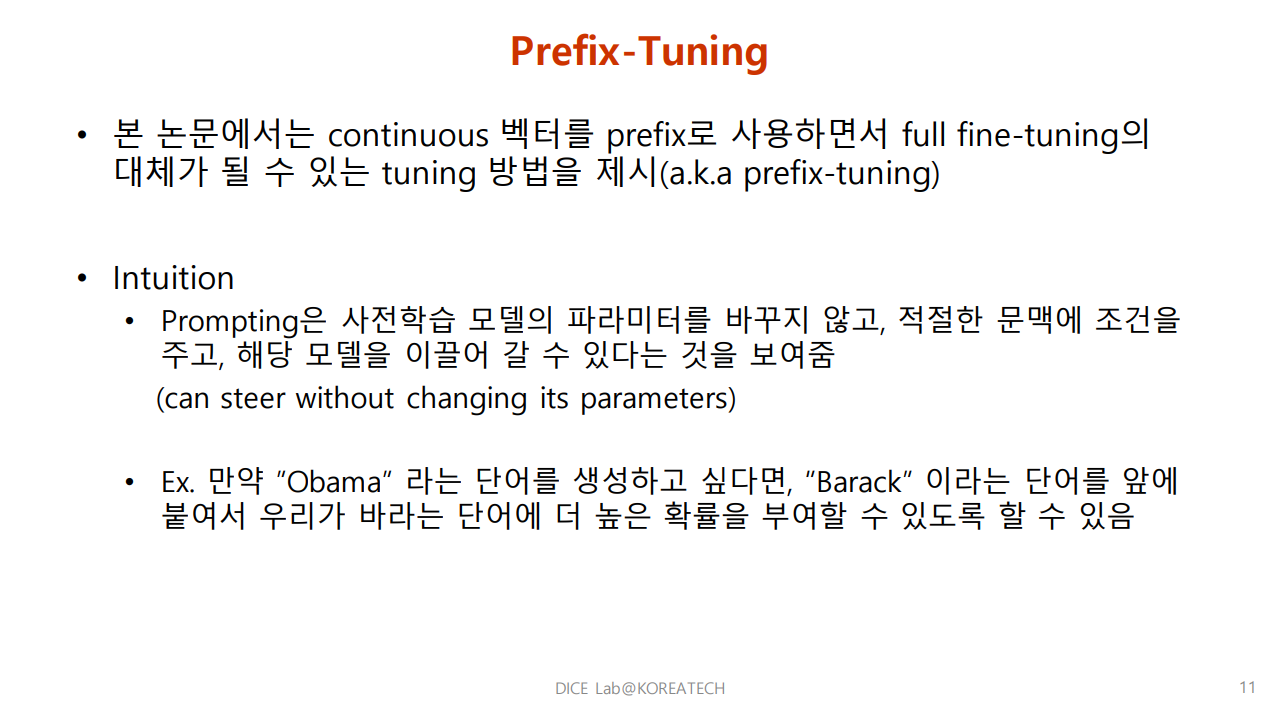 Prefix-Tuning
• 본 논문에서는 continuous 벡터를 prefix로 사용하면서 full fine-tuning의
대체가 될 수 있는 tuning 방법을 제시(a.k.a prefix-tuning)
• Intuition
• Prompting은 사전학습 모델의 파라미터를 바꾸지 않고, 적절한 문맥에 조건을
주고, 해당 모델을 이끌어 갈 수 있다는 것을 보여줌
(can steer without changing its parameters)
• Ex. 만약 "Obama" 라는 단어를 생성하고 싶다면, "Barack" 이라는 단어를 앞에
붙여서 우리가 바라는 단어에 더 높은 확률을 부여할 수 있도록 할 수 있음
DICE Lab@KOREATECH
11